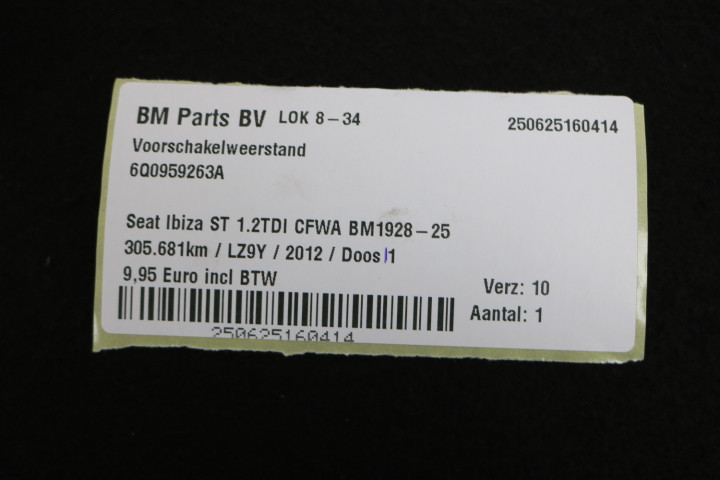 BM Parts BV LOK 8-34 250625160414
Voorschakelweerstand
6Q0959263A
Seat Ibiza ST 1.2TDI CFWA BM1928-25
305.681km / LZ9Y / 2012 / Doos 1
9,95 Euro incl BTW
Verz: 10
Aantal: 1
250625160414